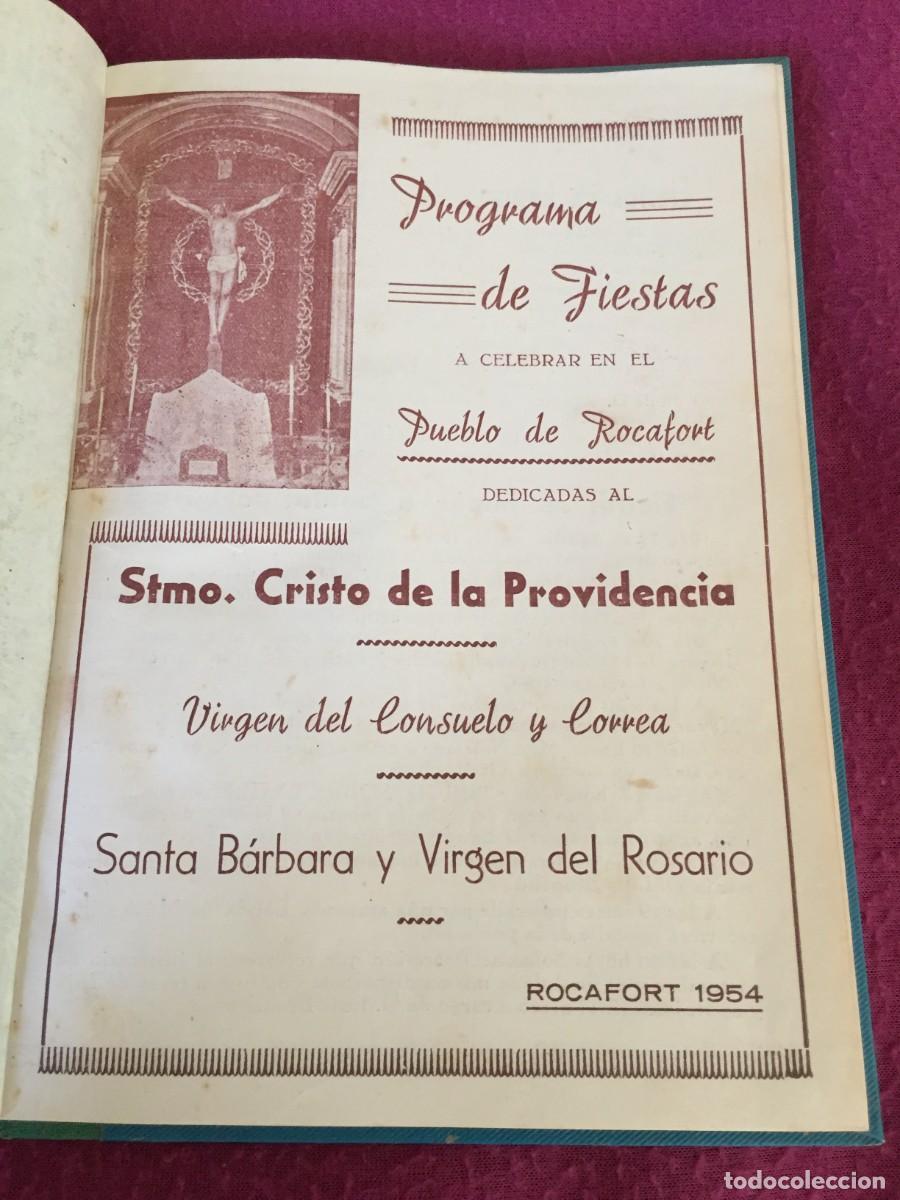 Programa
de Fiestas
A CELEBRAR EN EL
Pueblo de Rocafort
DEDICADAS AL
Stmo. Cristo de la Providencia
Virgen del Consuelo y Correa
Santa Bárbara y Virgen del Rosario
ROCAFORT 1954
todocoleccion